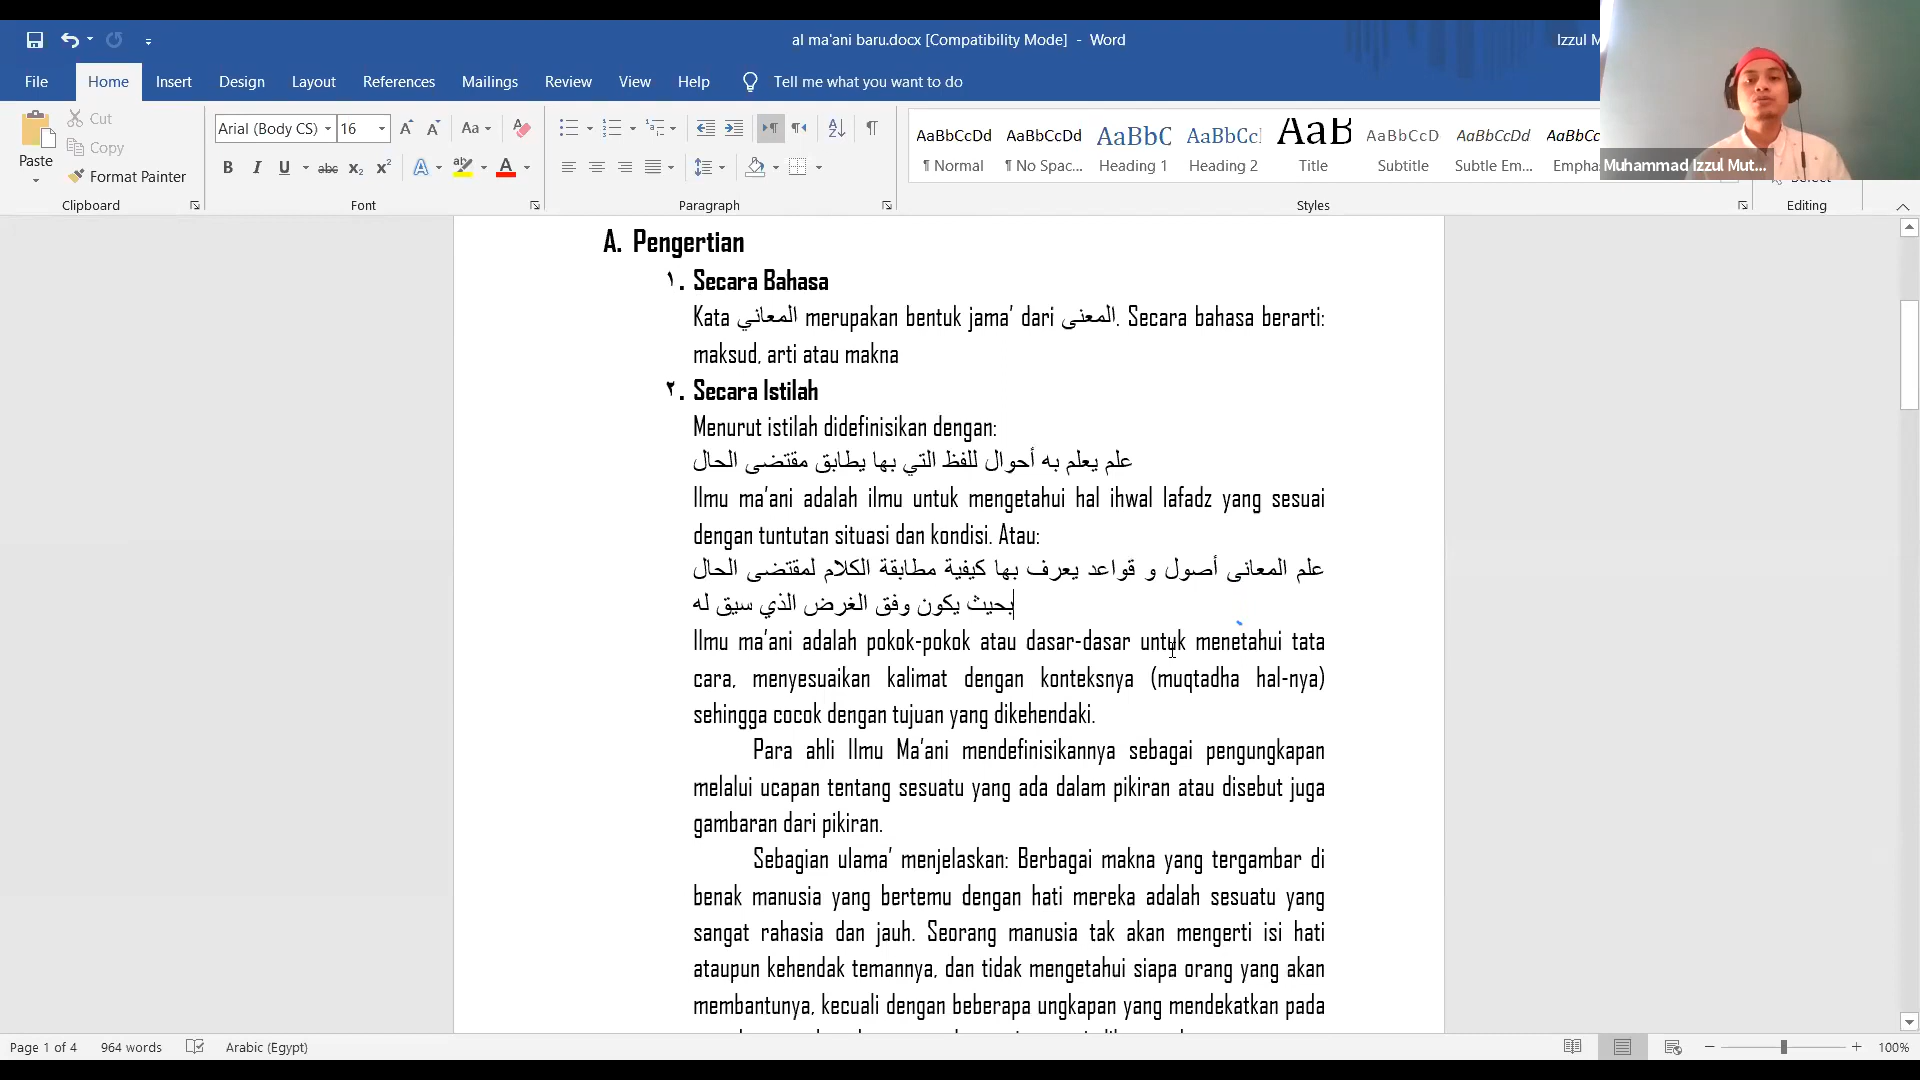 al ma'ani baru.docx [Compatibility Mode] - Word
Izzul M
File Home Insert Design Layout References Mailings Review View Help Tell me what you want to do
Paste
Cut
Copy
Format Painter
Clipboard
Arial (Body CS) 16
Font
Paragraph
AaBbCcDd AaBbCcDd AaBbC AaBbCcl AaB AaBbCcD AaBbCcDd AaBbCc
¶ Normal ¶ No Spac... Heading 1 Heading 2 Title Subtitle Subtle Em... Empha
Styles
Editing
Muhammad Izzul Mut...
A. Pengertian
١. Secara Bahasa
Kata المعاني merupakan bentuk jama' dari المعنى. Secara bahasa berarti:
maksud, arti atau makna
٢. Secara Istilah
Menurut istilah didefinisikan dengan:
علم يعلم به أحوال للفظ التي بها يطابق مقتضى الحال
Ilmu ma'ani adalah ilmu untuk mengetahui hal ihwal lafadz yang sesuai
dengan tuntutan situasi dan kondisi. Atau:
علم المعانى أصول و قواعد يعرف بها كيفية مطابقة الكلام لمقتضى الحال
بحيث يكون وفق الغرض الذي سيق له
Ilmu ma'ani adalah pokok-pokok atau dasar-dasar untuk menetahui tata
cara, menyesuaikan kalimat dengan konteksnya (muqtadha hal-nya)
sehingga cocok dengan tujuan yang dikehendaki.
Para ahli Ilmu Ma'ani mendefinisikannya sebagai pengungkapan
melalui ucapan tentang sesuatu yang ada dalam pikiran atau disebut juga
gambaran dari pikiran.
Sebagian ulama' menjelaskan: Berbagai makna yang tergambar di
benak manusia yang bertemu dengan hati mereka adalah sesuatu yang
sangat rahasia dan jauh. Seorang manusia tak akan mengerti isi hati
ataupun kehendak temannya, dan tidak mengetahui siapa orang yang akan
membantunya, kecuali dengan beberapa ungkapan yang mendekatkan pada
Page 1 of 4 964 words Arabic (Egypt) 100%